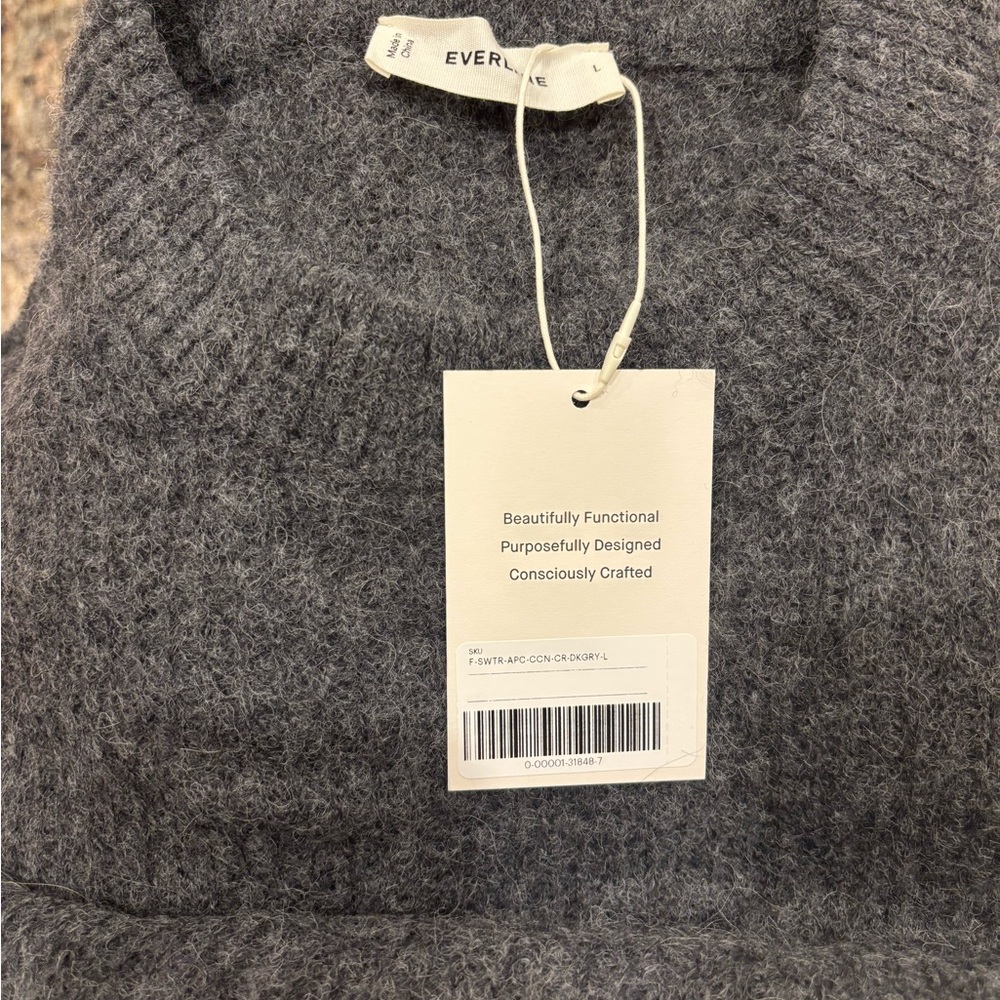 Made in
China
EVERLANE
L
Beautifully Functional
Purposefully Designed
Consciously Crafted
SKU
F-SWTR-APC-CCN-CR-DKGRY-L
0-00001-31848-7